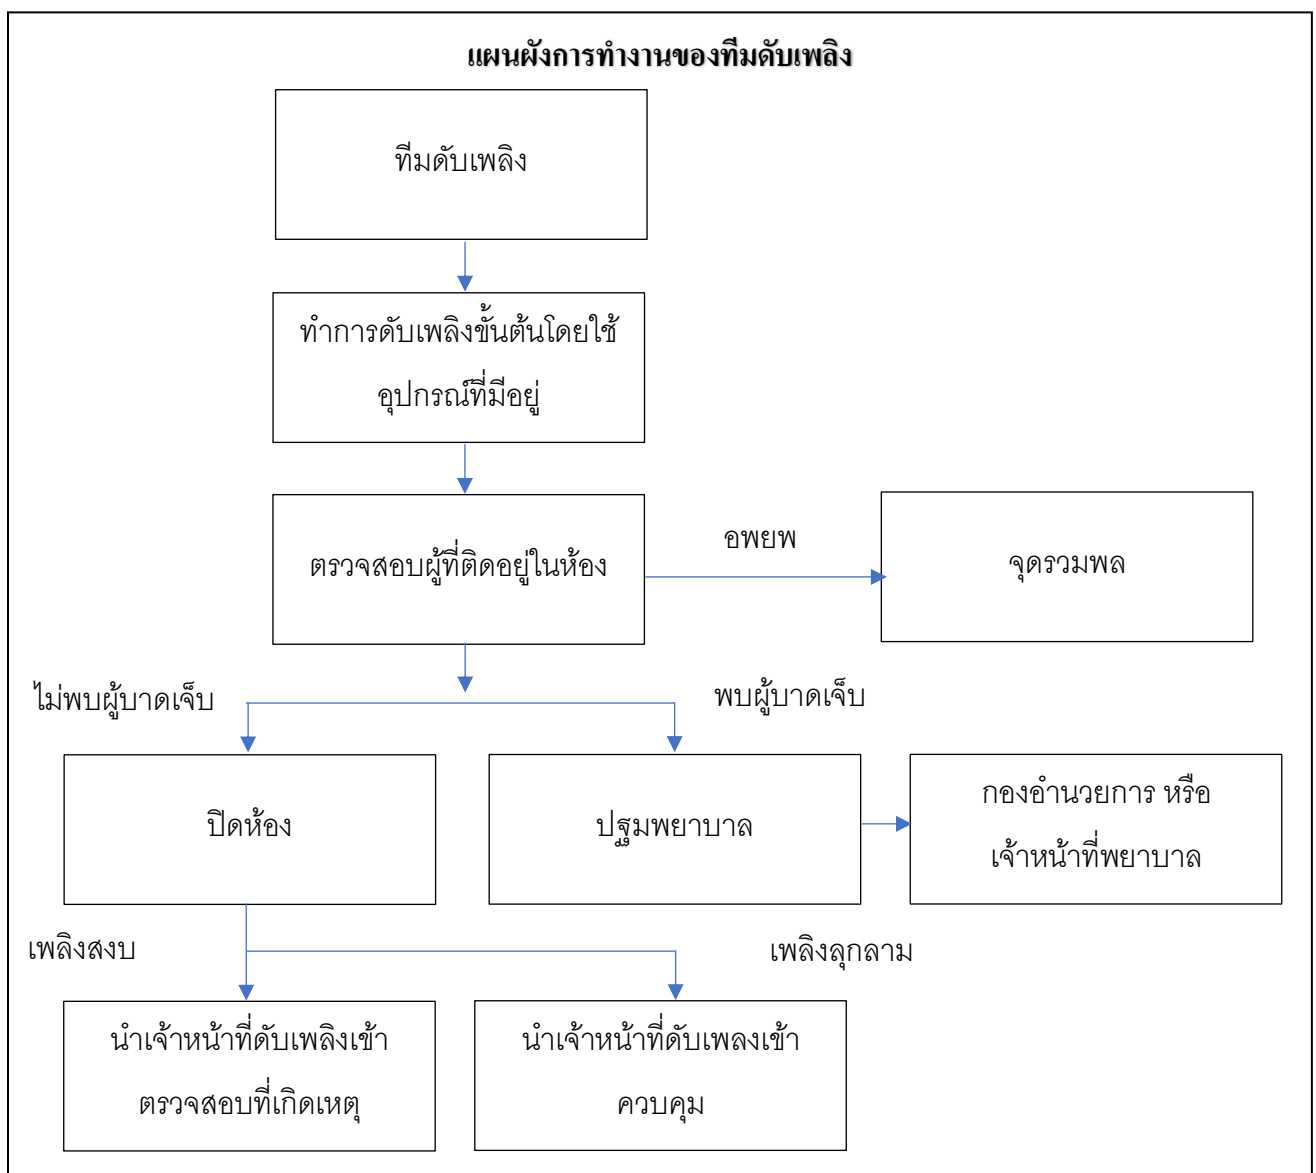 แผนผังการทำงานของทีมดับเพลิง
ทีมดับเพลิง
ทำการดับเพลิงขั้นต้นโดยใช้
อุปกรณ์ที่มีอยู่
ตรวจสอบผู้ที่ติดอยู่ในห้อง
อพยพ
จุดรวมพล
ไม่พบผู้บาดเจ็บ
พบผู้บาดเจ็บ
ปิดห้อง
ปฐมพยาบาล
กองอำนวยการ หรือ
เจ้าหน้าที่พยาบาล
เพลิงสงบ
เพลิงลุกลาม
นำเจ้าหน้าที่ดับเพลิงเข้า
ตรวจสอบที่เกิดเหตุ
นำเจ้าหน้าที่ดับเพลงเข้า
ควบคุม